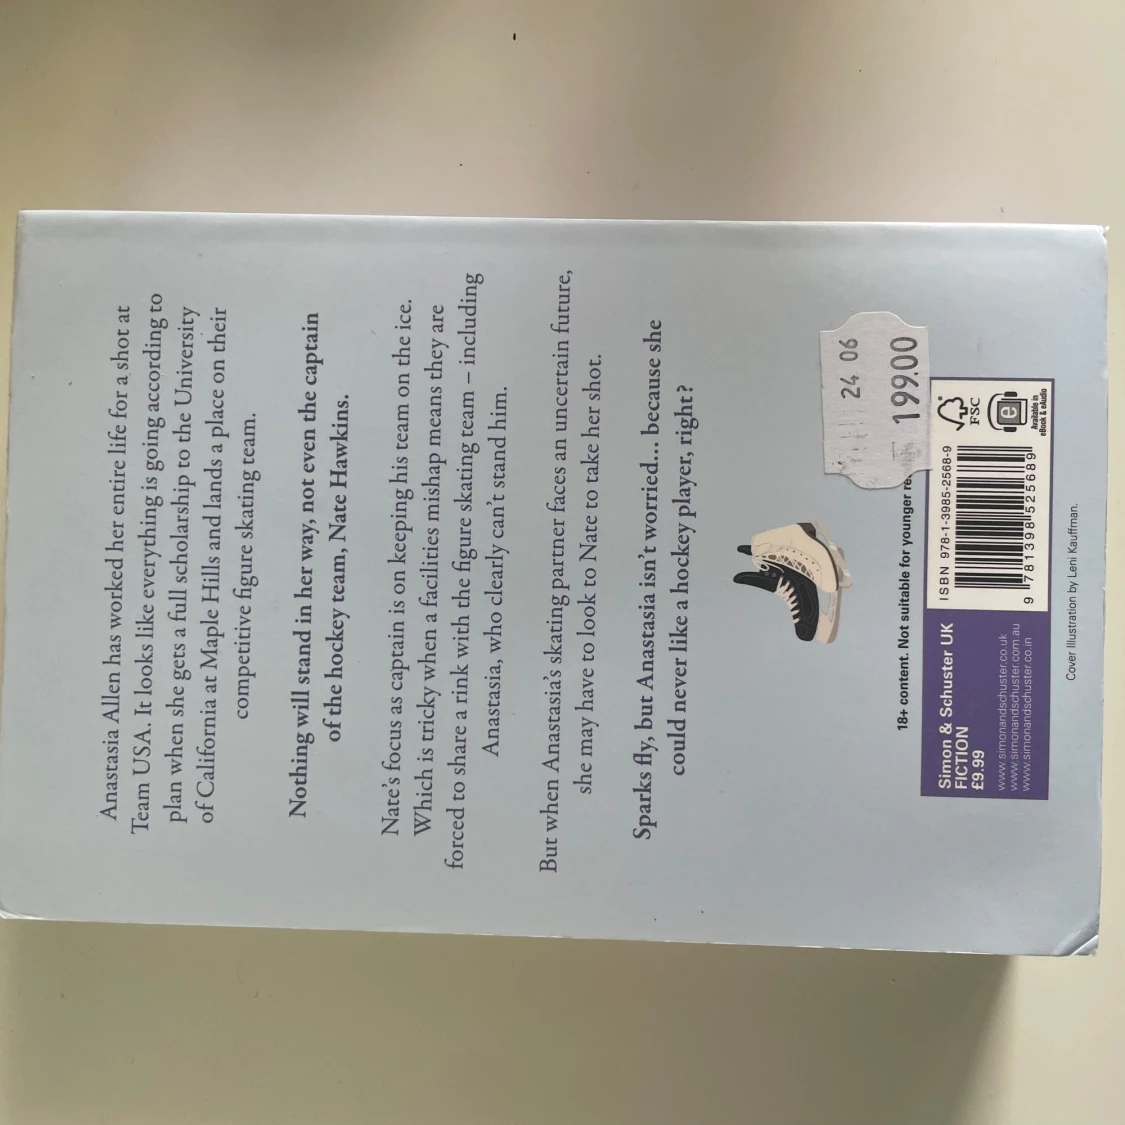 Anastasia Allen has worked her entire life for a shot at
Team USA. It looks like everything is going according to
plan when she gets a full scholarship to the University
of California at Maple Hills and lands a place on their
competitive figure skating team.
Nothing will stand in her way, not even the captain
of the hockey team, Nate Hawkins.
Nate's focus as captain is on keeping his team on the ice.
Which is tricky when a facilities mishap means they are
forced to share a rink with the figure skating team – including
Anastasia, who clearly can't stand him.
But when Anastasia's skating partner faces an uncertain future,
she may have to look to Nate to take her shot.
Sparks fly, but Anastasia isn't worried... because she
could never like a hockey player, right?
24 06
199.00
18+ content. Not suitable for younger
Simon & Schuster UK
FICTION
£9.99
www.simonandschuster.co.uk
www.simonandschuster.com.au
www.simonandschuster.co.in
ISBN 978-1-3985-2568-9
9 781398 525689
FSC
e
Available in
eBook & eAudio
Cover Illustration by Leni Kauffman.